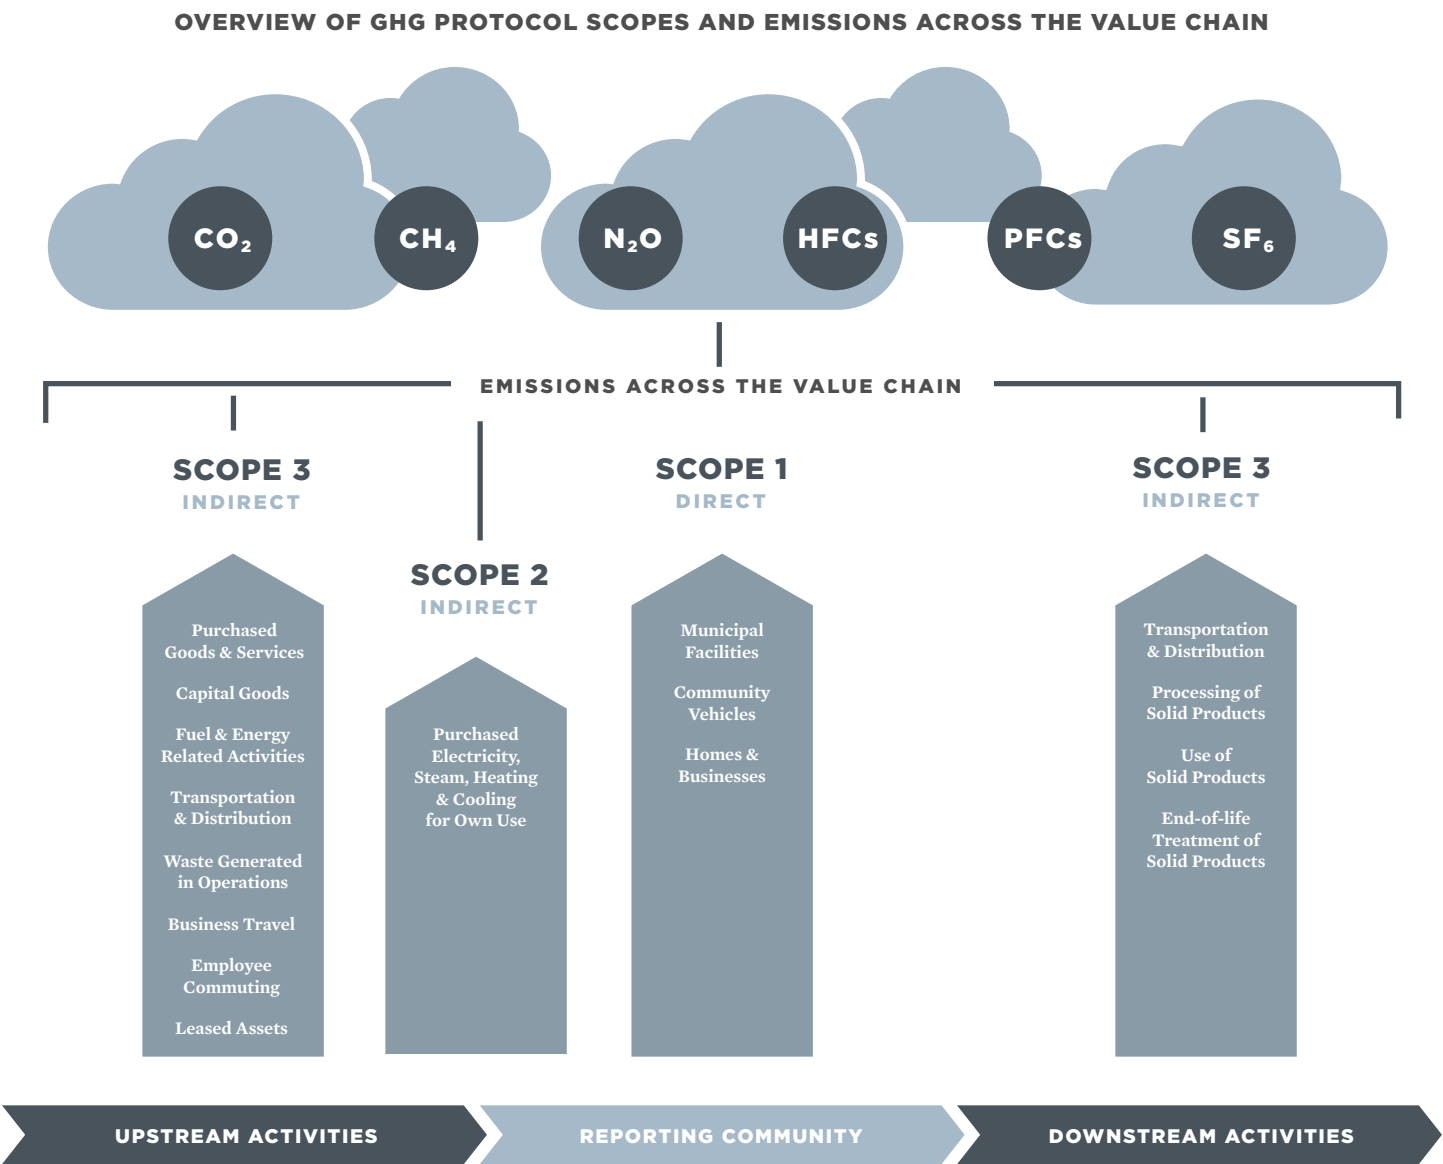 OVERVIEW OF GHG PROTOCOL SCOPES AND EMISSIONS ACROSS THE VALUE CHAIN
CO₂
CH₄
N₂O
HFCs
PFCs
SF₆
EMISSIONS ACROSS THE VALUE CHAIN
SCOPE 3
INDIRECT
Purchased
Goods & Services
Capital Goods
Fuel & Energy
Related Activities
Transportation
& Distribution
Waste Generated
in Operations
Business Travel
Employee
Commuting
Leased Assets
SCOPE 2
INDIRECT
Purchased
Electricity,
Steam, Heating
& Cooling
for Own Use
SCOPE 1
DIRECT
Municipal
Facilities
Community
Vehicles
Homes &
Businesses
SCOPE 3
INDIRECT
Transportation
& Distribution
Processing of
Solid Products
Use of
Solid Products
End-of-life
Treatment of
Solid Products
UPSTREAM ACTIVITIES
REPORTING COMMUNITY
DOWNSTREAM ACTIVITIES